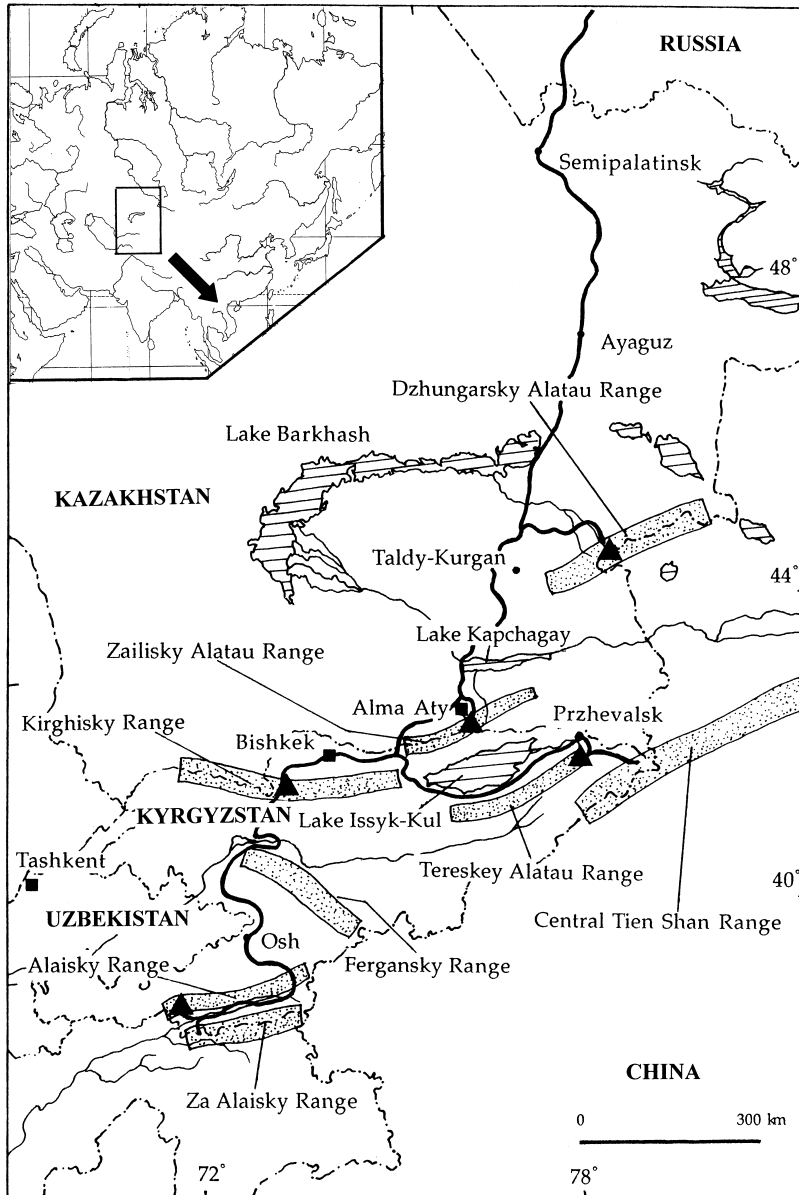 RUSSIA
Semipalatinsk
48°
Ayaguz
Dzhungarsky Alatau Range
Lake Barkhash
KAZAKHSTAN
Taldy-Kurgan
44°
Lake Kapchagay
Zailisky Alatau Range
Alma Aty
Przhevalsk
Kirghisky Range
Bishkek
KYRGYZSTAN
Lake Issyk-Kul
Tashkent
Tereskey Alatau Range
40°
UZBEKISTAN
Central Tien Shan Range
Osh
Alaisky Range
Fergansky Range
CHINA
Za Alaisky Range
0 300 km
72°
78°